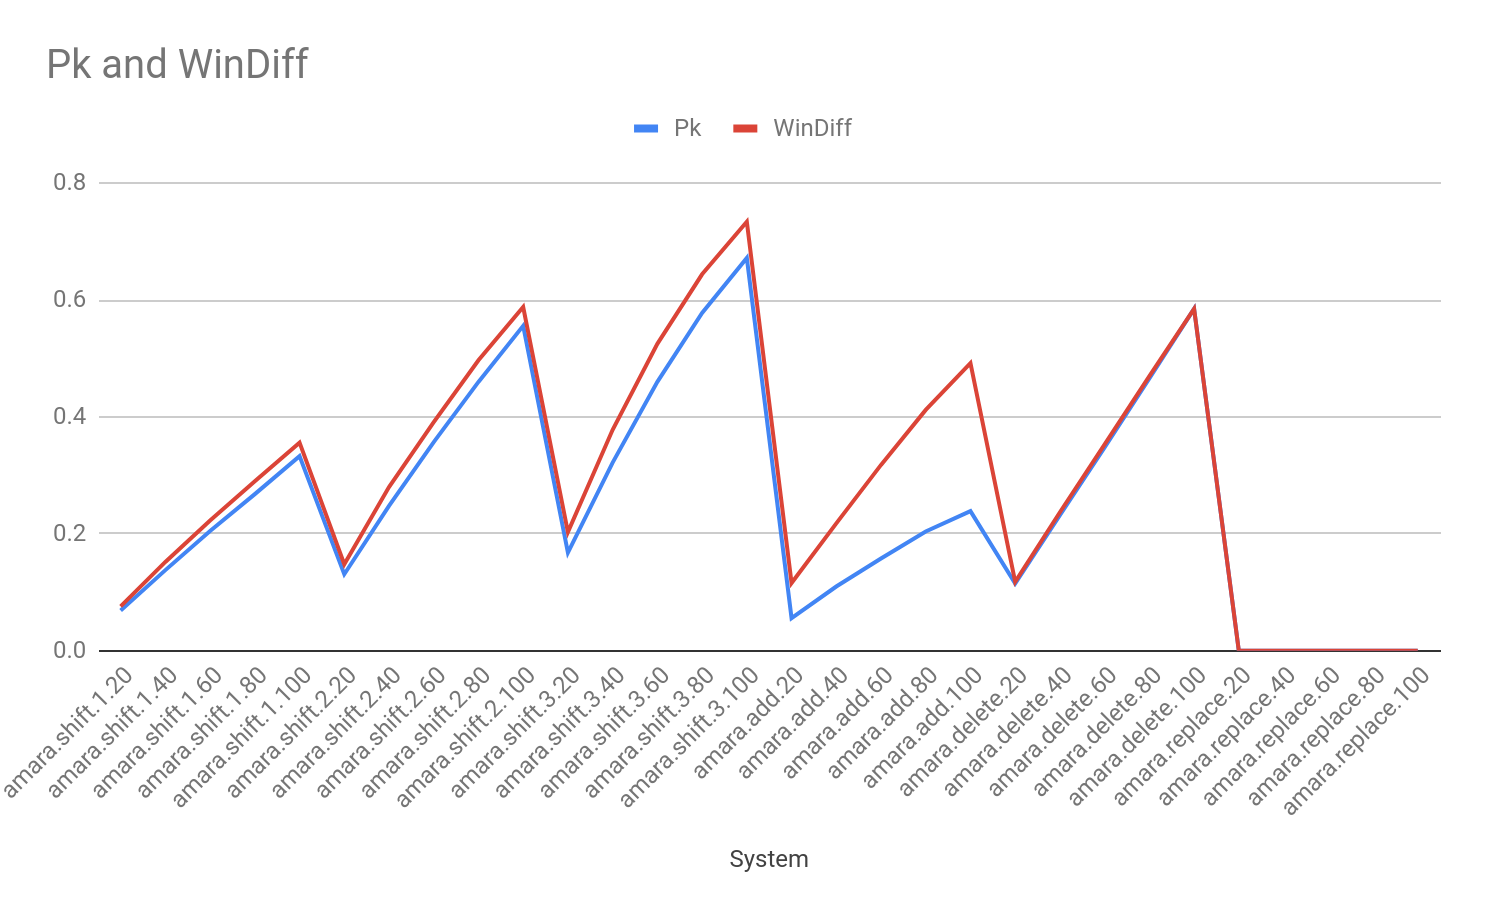 Pk and WinDiff
Pk
WinDiff
0.8
0.6
0.4
0.2
0.0
amara.shift.1.20
amara.shift.1.40
amara.shift.1.60
amara.shift.1.80
amara.shift.1.100
amara.shift.2.20
amara.shift.2.40
amara.shift.2.60
amara.shift.2.80
amara.shift.2.100
amara.shift.3.20
amara.shift.3.40
amara.shift.3.60
amara.shift.3.80
amara.shift.3.100
amara.add.20
amara.add.40
amara.add.60
amara.add.80
amara.add.100
amara.delete.20
amara.delete.40
amara.delete.60
amara.delete.80
amara.delete.100
amara.replace.20
amara.replace.40
amara.replace.60
amara.replace.80
amara.replace.100
System